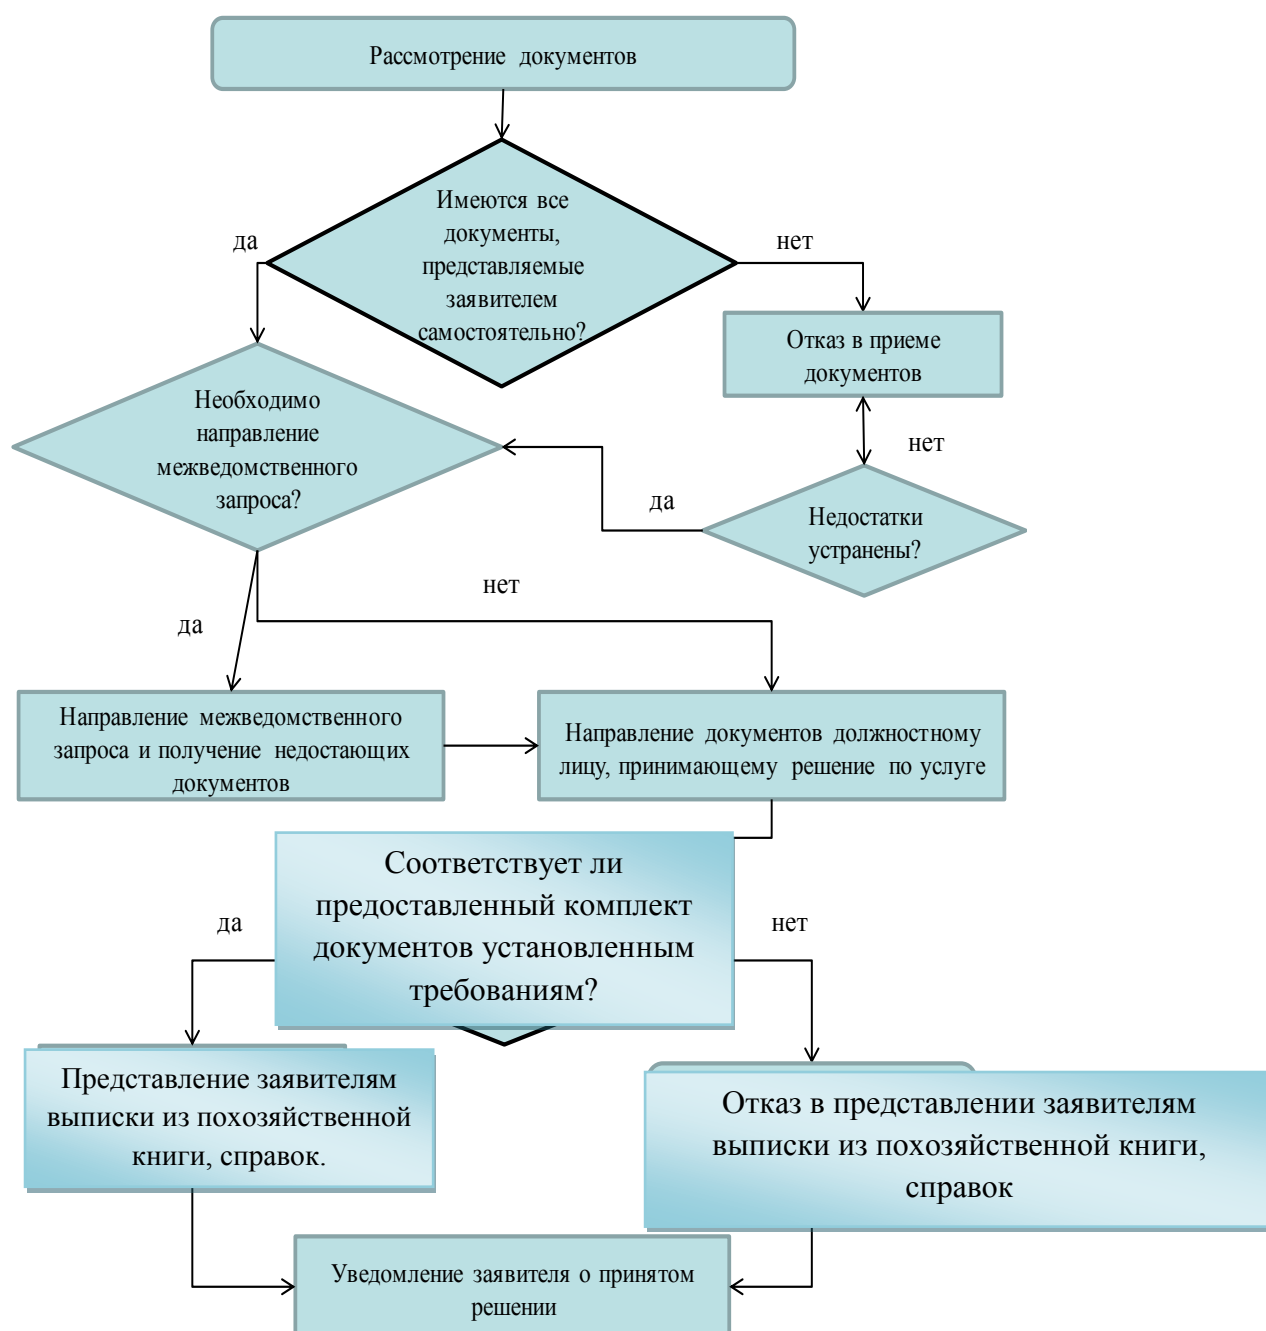 Рассмотрение документов
Имеются все
документы,
представляемые
заявителем
самостоятельно?
да
нет
Отказ в приеме
документов
Необходимо
направление
межведомственного
запроса?
нет
да
Недостатки
устранены?
нет
да
Направление межведомственного
запроса и получение недостающих
документов
Направление документов должностному
лицу, принимающему решение по услуге
Соответствует ли
предоставленный комплект
документов установленным
требованиям?
да
нет
Представление заявителям
выписки из похозяйственной
книги, справок.
Отказ в представлении заявителям
выписки из похозяйственной книги,
справок
Уведомление заявителя о принятом
решении